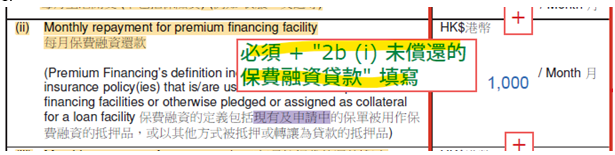 / Month 月
(ii) Monthly repayment for premium financing facility
每月保費融資還款
HK$港幣
+
必須 + "2b (i) 未償還的
保費融資貸款" 填寫
1,000 / Month 月
(Premium Financing's definition in
insurance policy(ies) that is/are us
financing facilities or otherwise pledged or assigned as collateral
for a loan facility 保費融資的定義包括現有及申請中的保單被用作保
費融資的抵押品，或以其他方式被抵押或轉讓為貸款的抵押品)
+